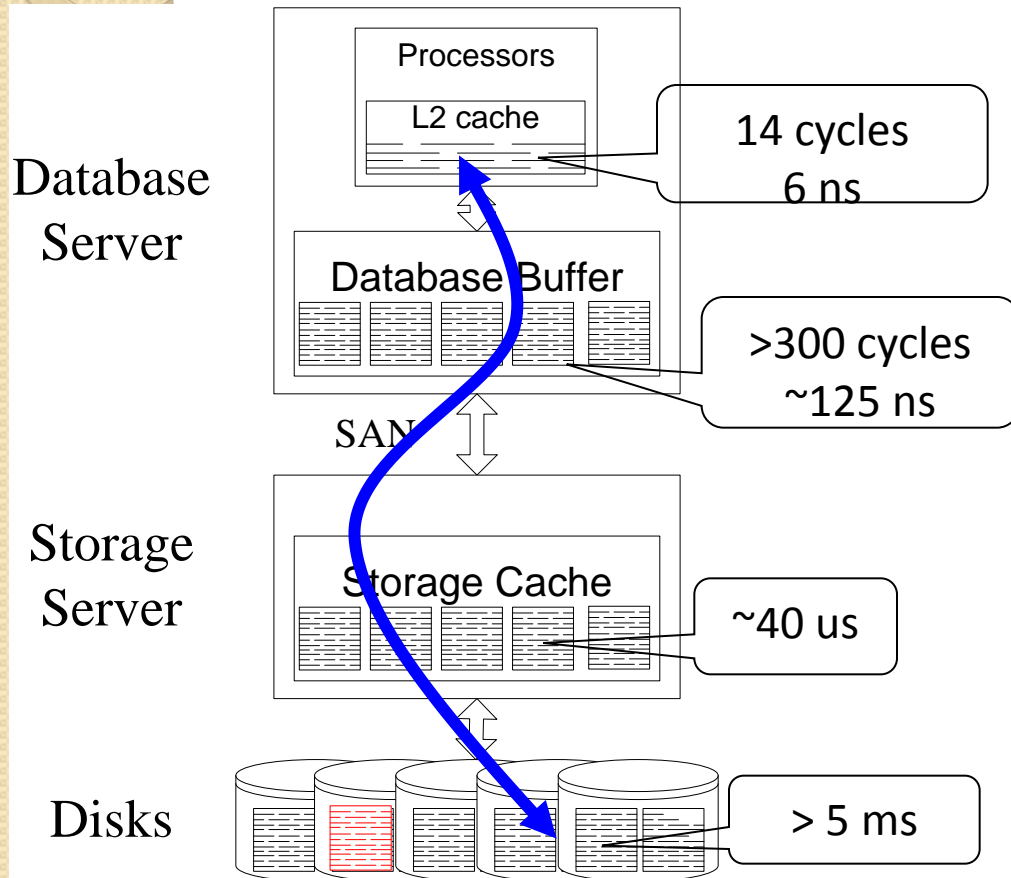 Processors
L2 cache
14 cycles
6 ns
Database
Server
Database Buffer
>300 cycles
~125 ns
SAN
Storage
Server
Storage Cache
~40 us
Disks
> 5 ms